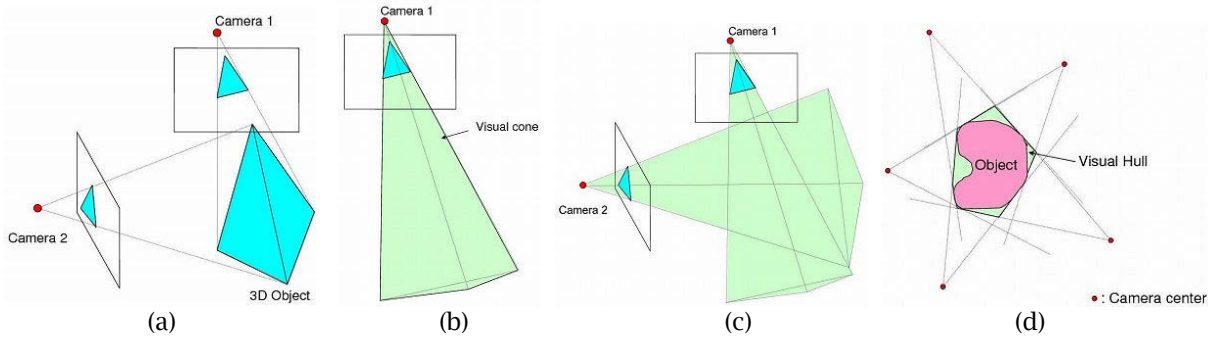 Camera 1
Camera 2
3D Object
(a)
Camera 1
Visual cone
(b)
Camera 1
Camera 2
(c)
Object
Visual Hull
: Camera center
(d)